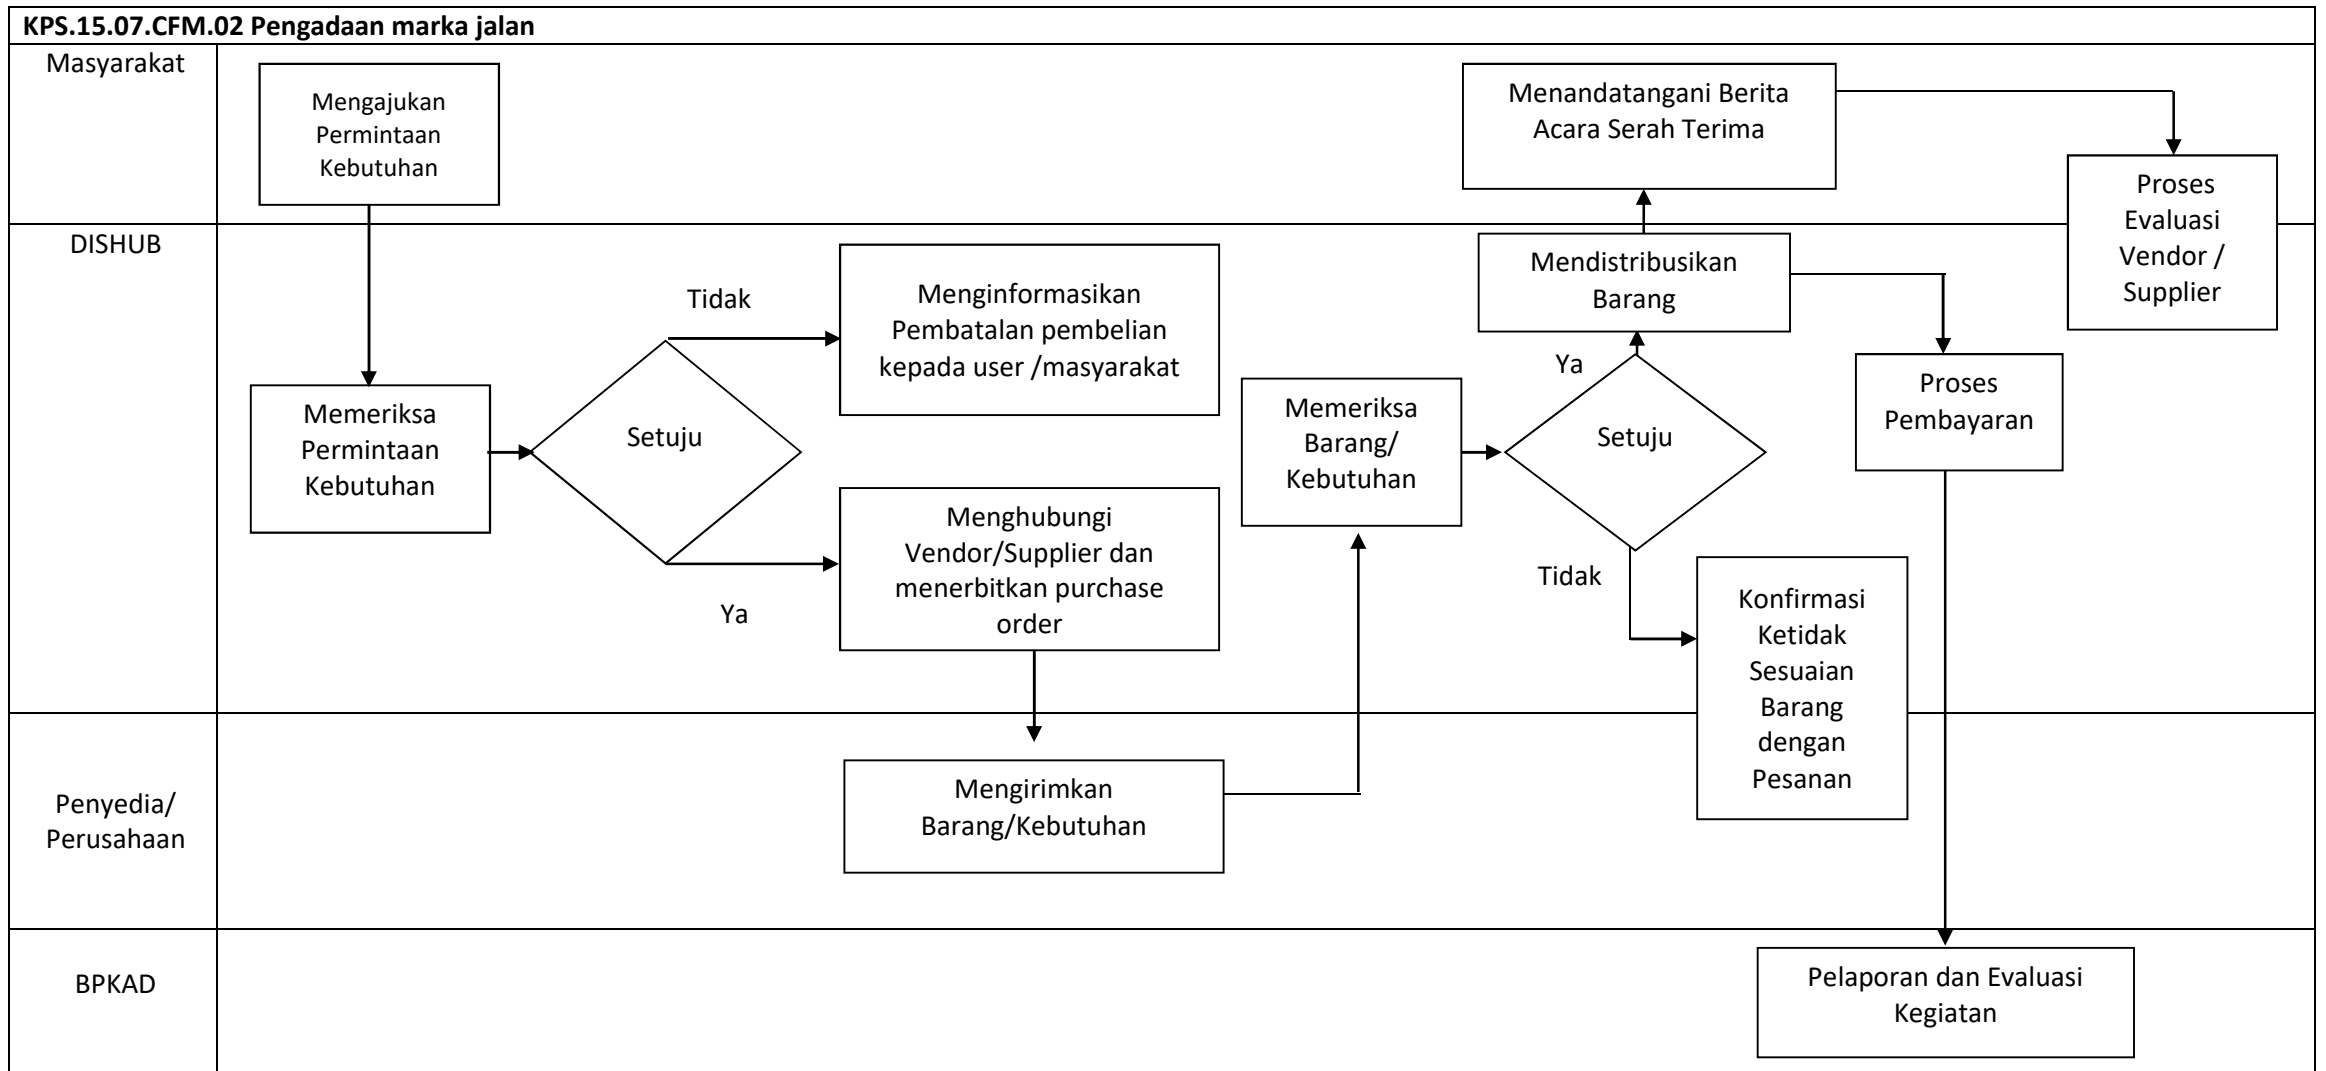 KPS.15.07.CFM.02 Pengadaan marka jalan
Masyarakat
Mengajukan
Permintaan
Kebutuhan
Menandatangani Berita
Acara Serah Terima
Proses
Evaluasi
Vendor /
Supplier
DISHUB
Memeriksa
Permintaan
Kebutuhan
Setuju
Tidak
Menginformasikan
Pembatalan pembelian
kepada user /masyarakat
Ya
Menghubungi
Vendor/Supplier dan
menerbitkan purchase
order
Memeriksa
Barang/
Kebutuhan
Setuju
Ya
Mendistribusikan
Barang
Proses
Pembayaran
Tidak
Konfirmasi
Ketidak
Sesuaian
Barang
dengan
Pesanan
Penyedia/
Perusahaan
Mengirimkan
Barang/Kebutuhan
BPKAD
Pelaporan dan Evaluasi
Kegiatan